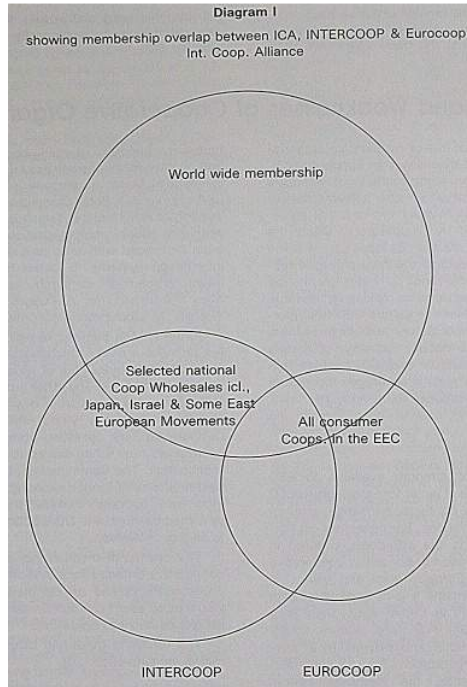 Diagram I
showing membership overlap between ICA, INTERCOOP & Eurocoop
Int. Coop. Alliance
World wide membership
Selected national
Coop Wholesales icl.,
Japan, Israel & Some East
European Movements
All consumer
Coops. in the EEC
INTERCOOP
EUROCOOP